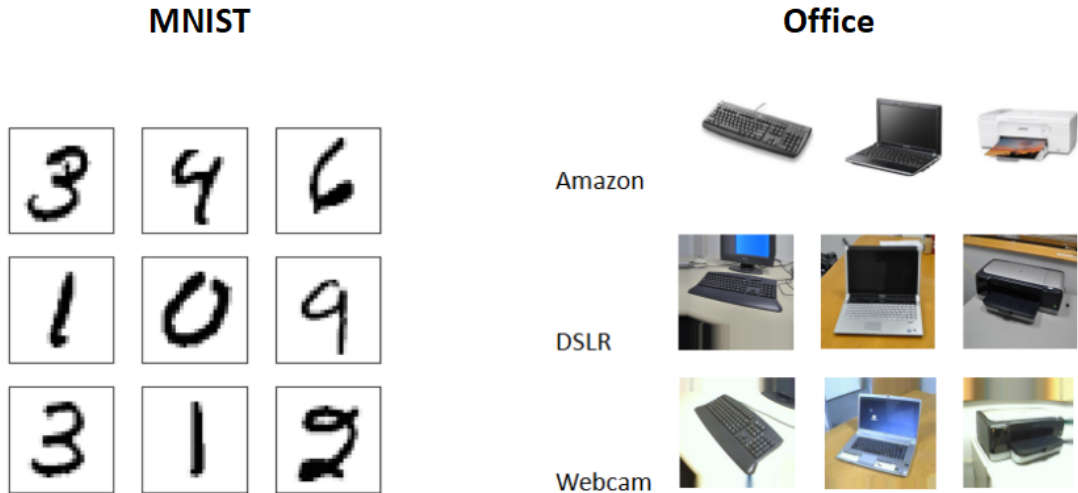 MNIST
Office
3 4 6
1 0 9
3 1 2
Amazon
DSLR
Webcam